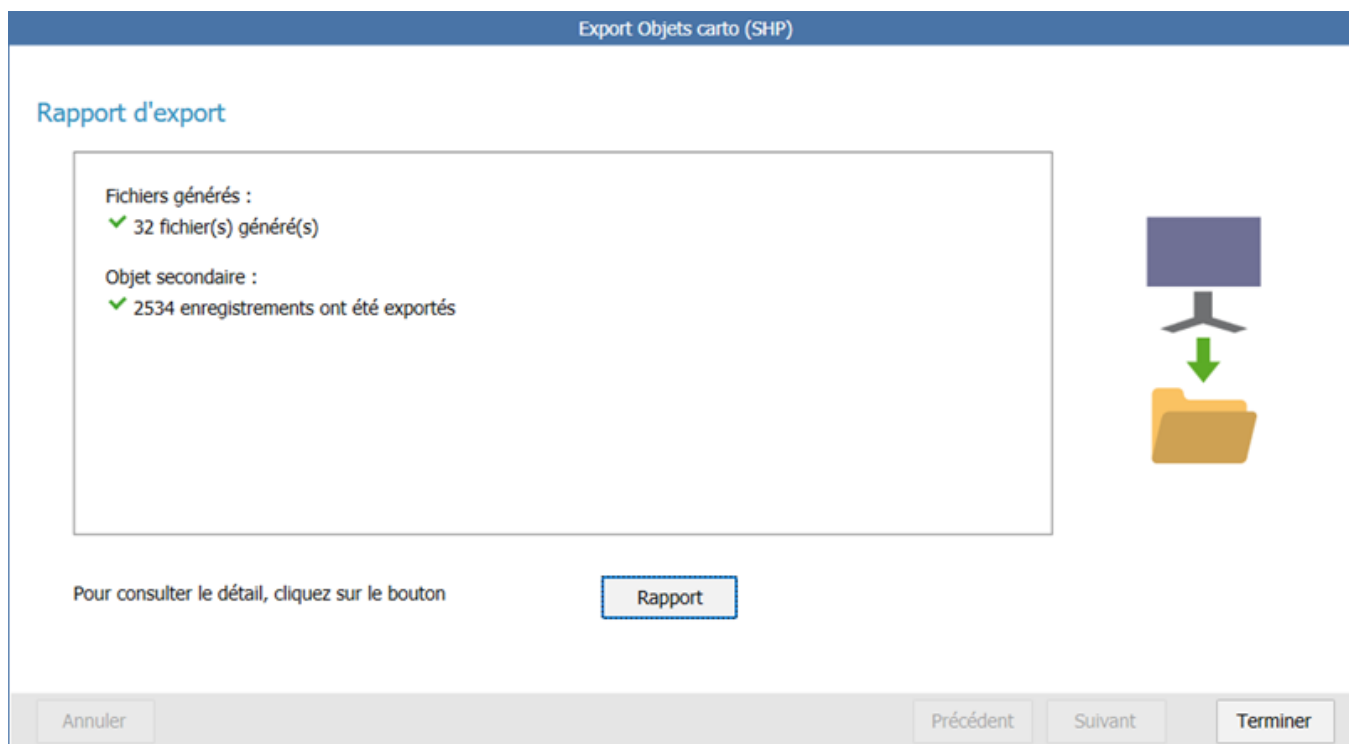 Export Objets carto (SHP)
Rapport d'export
Fichiers générés :
32 fichier(s) généré(s)
Objet secondaire :
2534 enregistrements ont été exportés
Pour consulter le détail, cliquez sur le bouton
Rapport
Annuler
Précédent
Suivant
Terminer